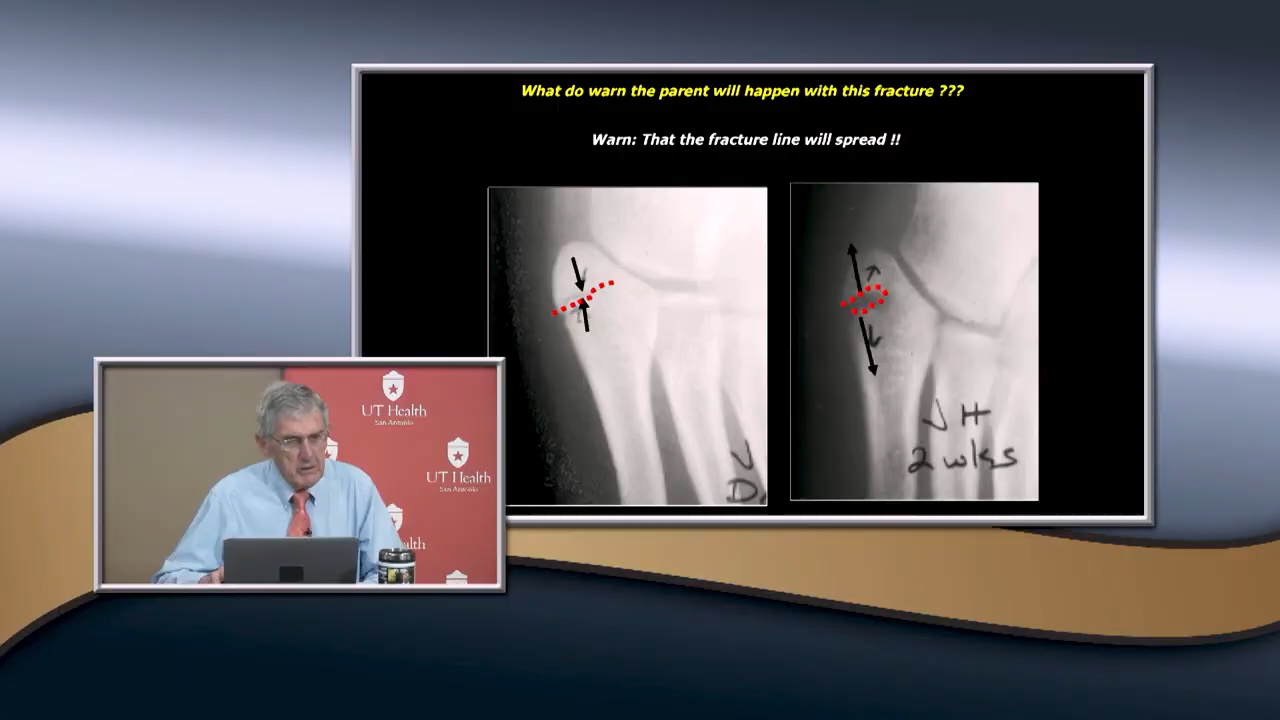 What do warn the parent will happen with this fracture ???
Warn: That the fracture line will spread !!
J H
2 wks
UT Health
San Antonio
UT Health
San Antonio